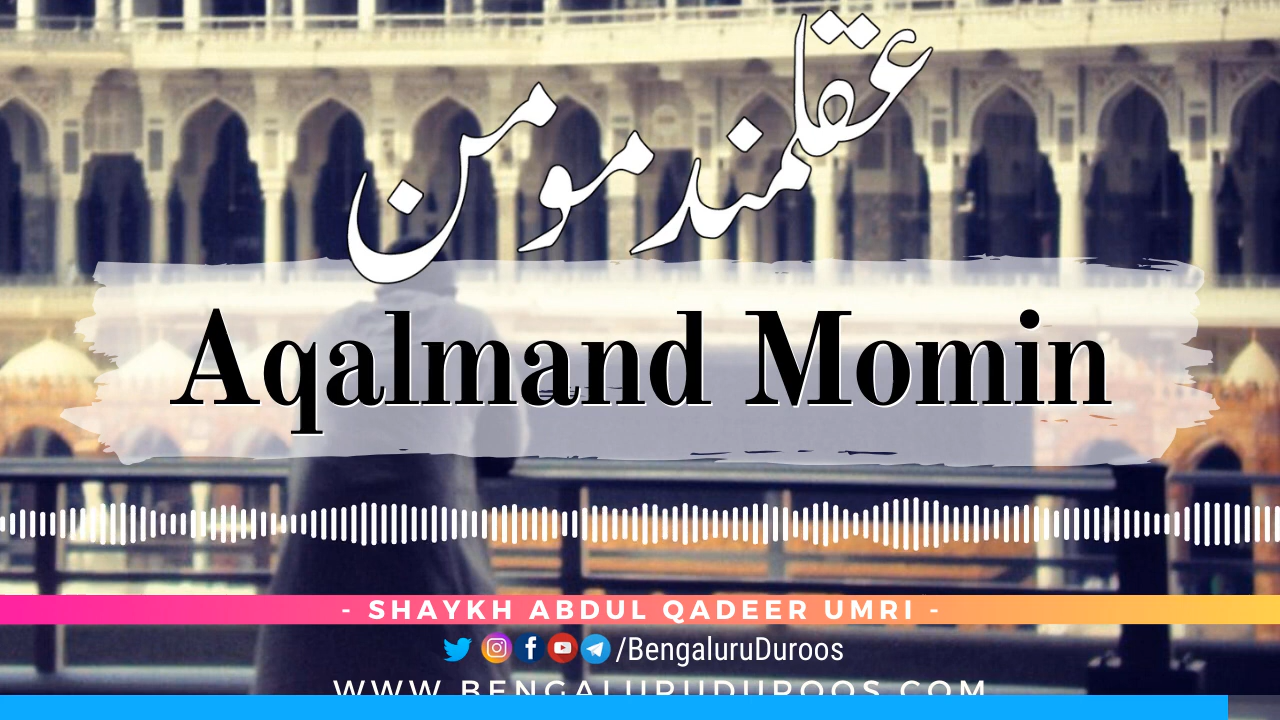 عقلمند مومن
Aqalmand Momin
- SHAYKH ABDUL QADEER UMRI -
/BengaluruDuroos
WWW.BENGALURUDUROOS.COM